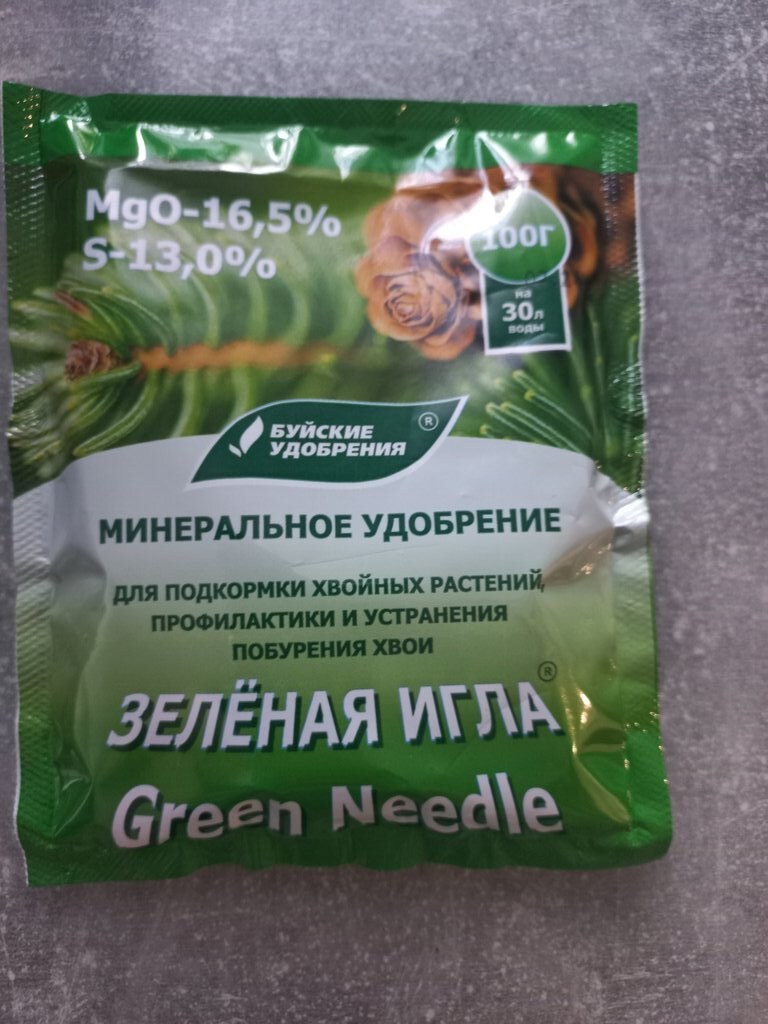 MgO-16,5%
S-13,0%
100г
на
30л
воды
БУЙСКИЕ
УДОБРЕНИЯ ®
МИНЕРАЛЬНОЕ УДОБРЕНИЕ
ДЛЯ ПОДКОРМКИ ХВОЙНЫХ РАСТЕНИЙ,
ПРОФИЛАКТИКИ И УСТРАНЕНИЯ
ПОБУРЕНИЯ ХВОИ
ЗЕЛЁНАЯ ИГЛА ®
Green Needle